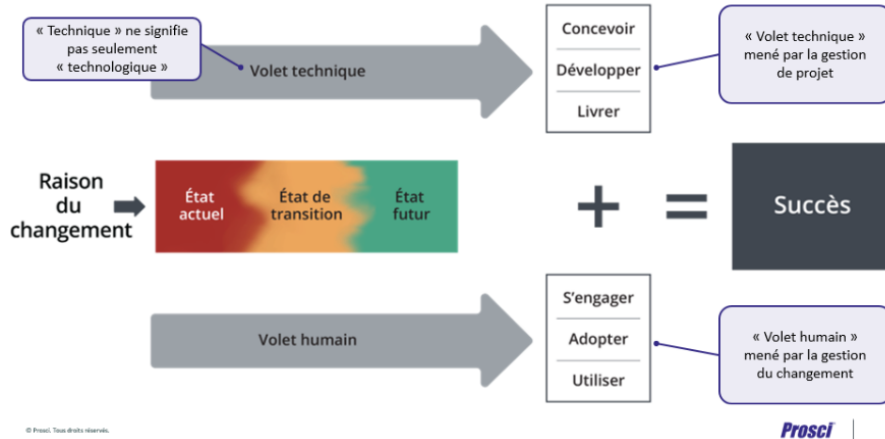 « Technique » ne signifie
pas seulement
« technologique »
Volet technique
Concevoir
Développer
Livrer
« Volet technique »
mené par la gestion
de projet
Raison
du
changement
État
actuel
État de
transition
État
futur
+
=
Succès
Volet humain
S'engager
Adopter
Utiliser
« Volet humain »
mené par la gestion
du changement
© Prosci. Tous droits réservés.
Prosci